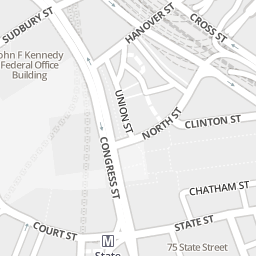 SUDBURY ST
HANOVER ST
CROSS ST
John F Kennedy
Federal Office
Building
UNION ST
NORTH ST
CLINTON ST
CONGRESS ST
CHATHAM ST
STATE ST
COURT ST
M
State
75 State Street